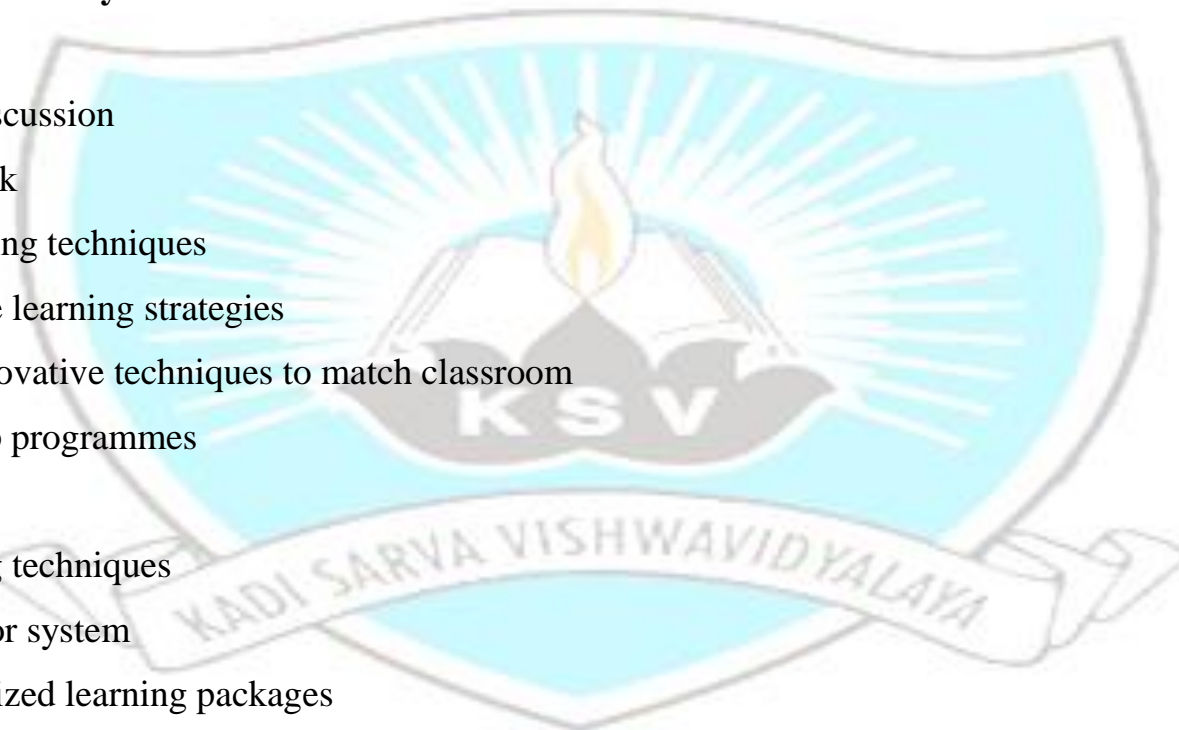 scussion
k
ing techniques
e learning strategies
ovative techniques to match classroom
o programmes
g techniques
or system
ized learning packages
KSV
KADI SARVA VISHWAVIDYALAYA